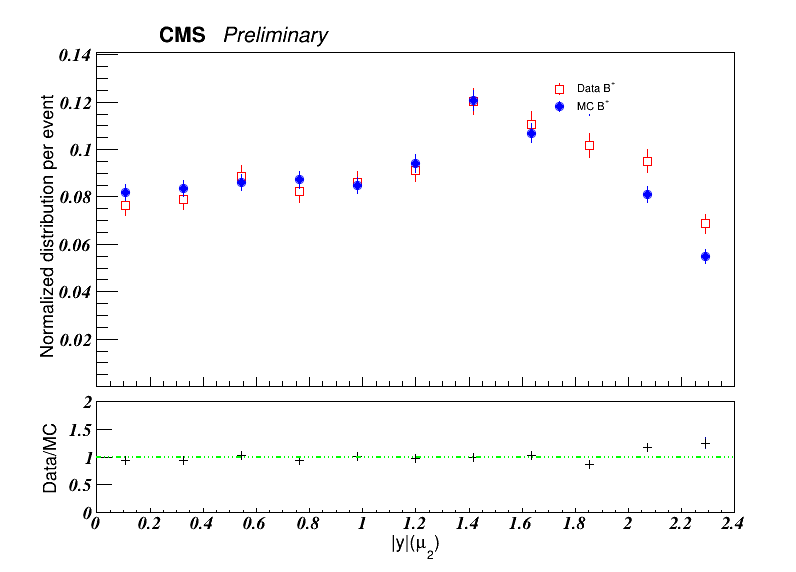 CMS Preliminary
Normalized distribution per event
0.14
0.12
0.1
0.08
0.06
0.04
0.02
Data B⁺
MC B⁺
Data/MC
2
1.5
1
0.5
0
0 0.2 0.4 0.6 0.8 1 1.2 1.4 1.6 1.8 2 2.2 2.4
|y|(μ₂)